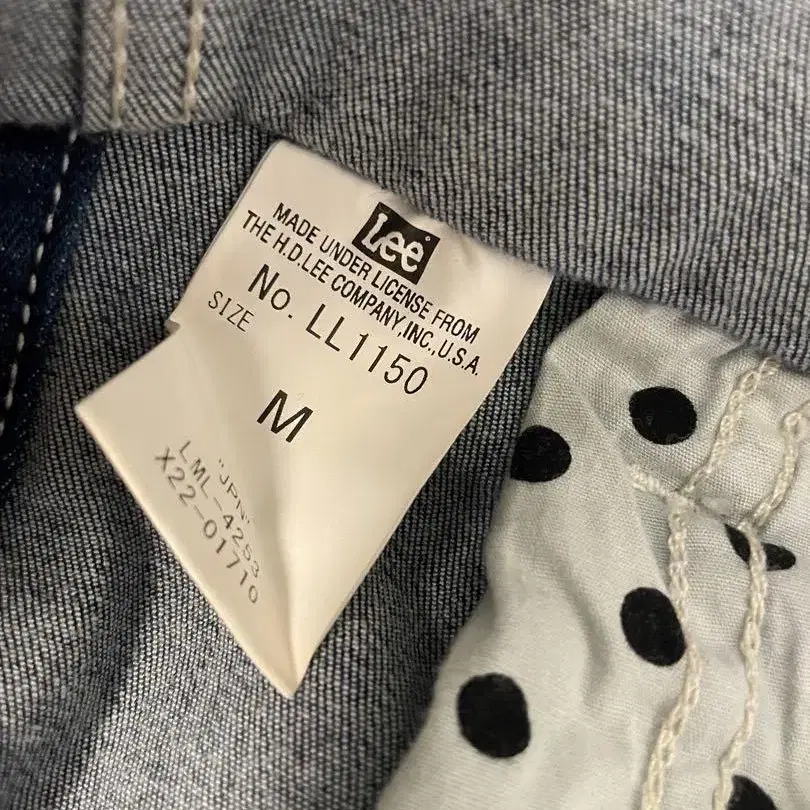 Lee
MADE UNDER LICENSE FROM
THE H.D.LEE COMPANY,INC.,U.S.A.
No. LL1150
SIZE
M
"JPN"
LML-4253
X22-01710